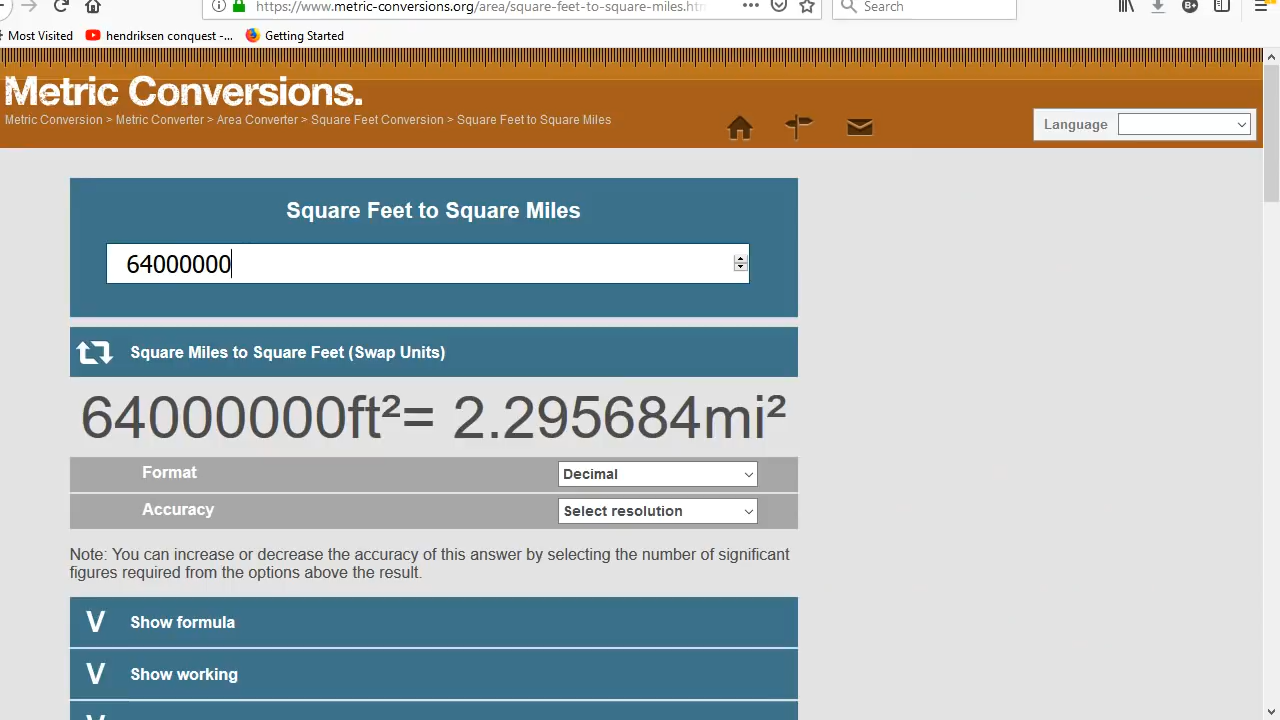 https://www.metric-conversions.org/area/square-feet-to-square-miles.htm
Search
Most Visited
hendriksen conquest -...
Getting Started
Metric Conversions.
Metric Conversion > Metric Converter > Area Converter > Square Feet Conversion > Square Feet to Square Miles
Language
Square Feet to Square Miles
64000000
Square Miles to Square Feet (Swap Units)
64000000ft²= 2.295684mi²
Format
Decimal
Accuracy
Select resolution
Note: You can increase or decrease the accuracy of this answer by selecting the number of significant
figures required from the options above the result.
V Show formula
V Show working